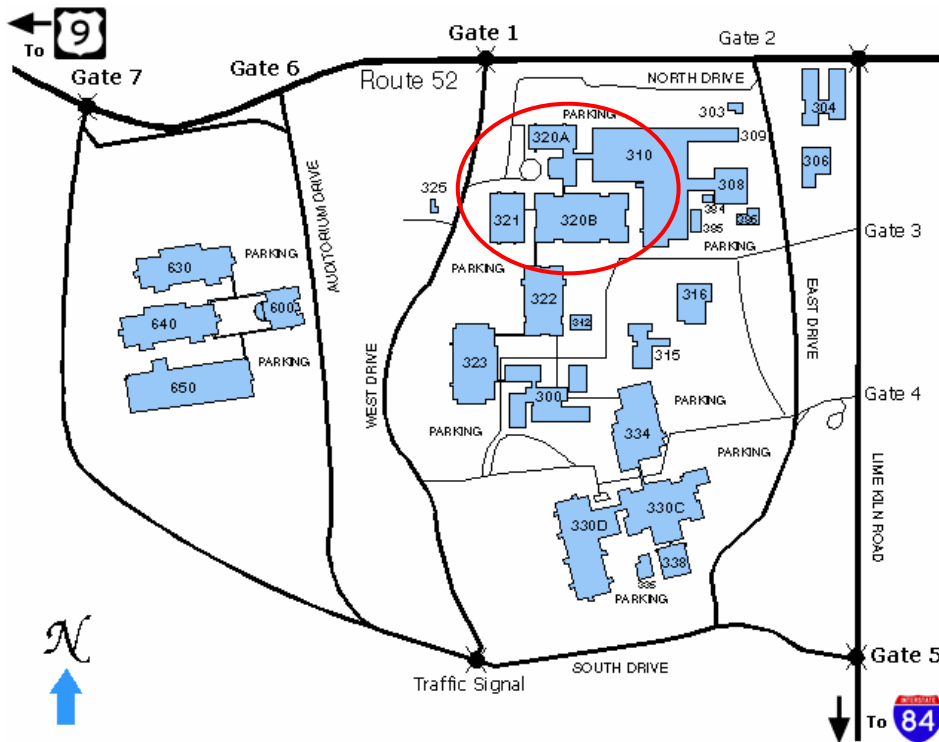 To
9
Gate 1
Gate 2
Gate 7
Gate 6
Route 52
NORTH DRIVE
304
303
PARKING
309
320A
310
306
AUDITORIUM DRIVE
325
308
384
385
386
321
320B
PARKING
Gate 3
PARKING
630
PARKING
322
316
EAST DRIVE
600
640
312
315
323
WEST DRIVE
PARKING
650
300
PARKING
Gate 4
PARKING
334
PARKING
330C
330D
LIME KILN ROAD
338
335
PARKING
N
Gate 5
SOUTH DRIVE
Traffic Signal
To
INTERSTATE
84